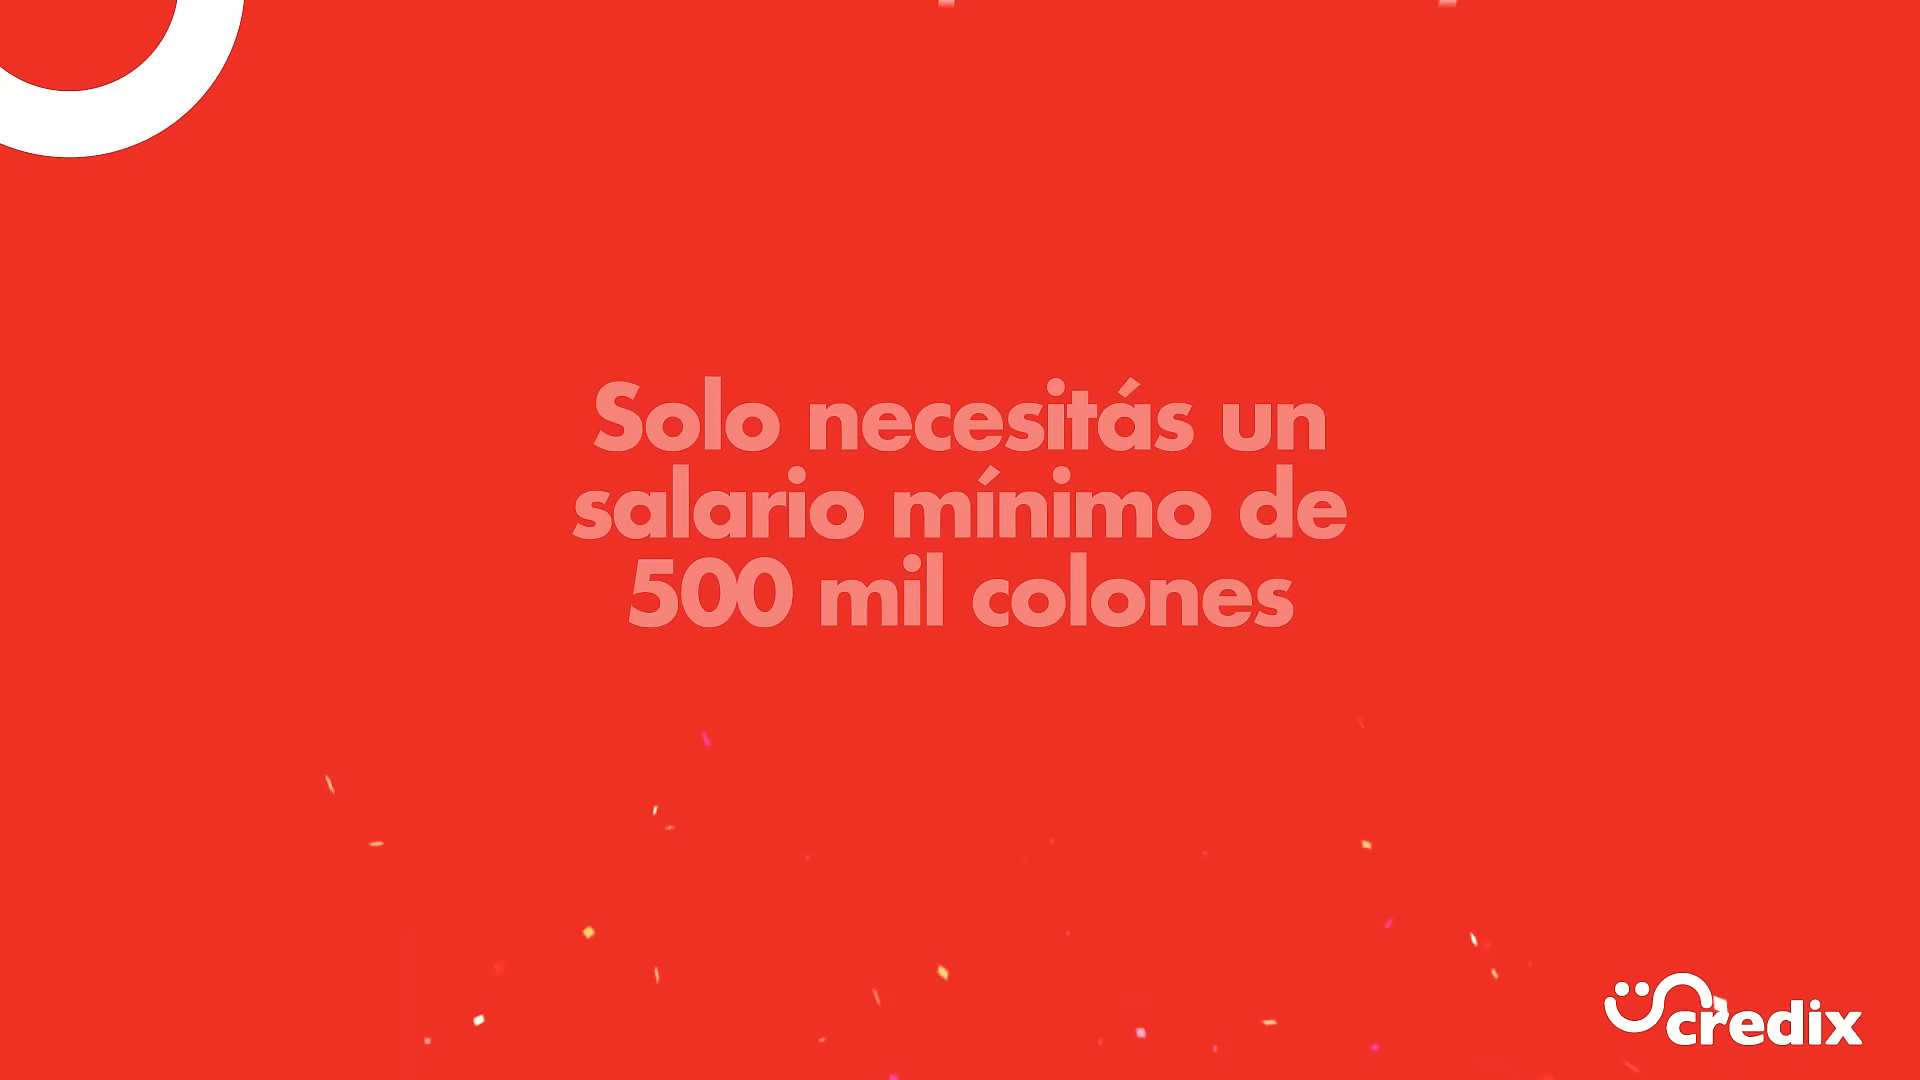 Solo necesitás un
salario mínimo de
500 mil colones
credix